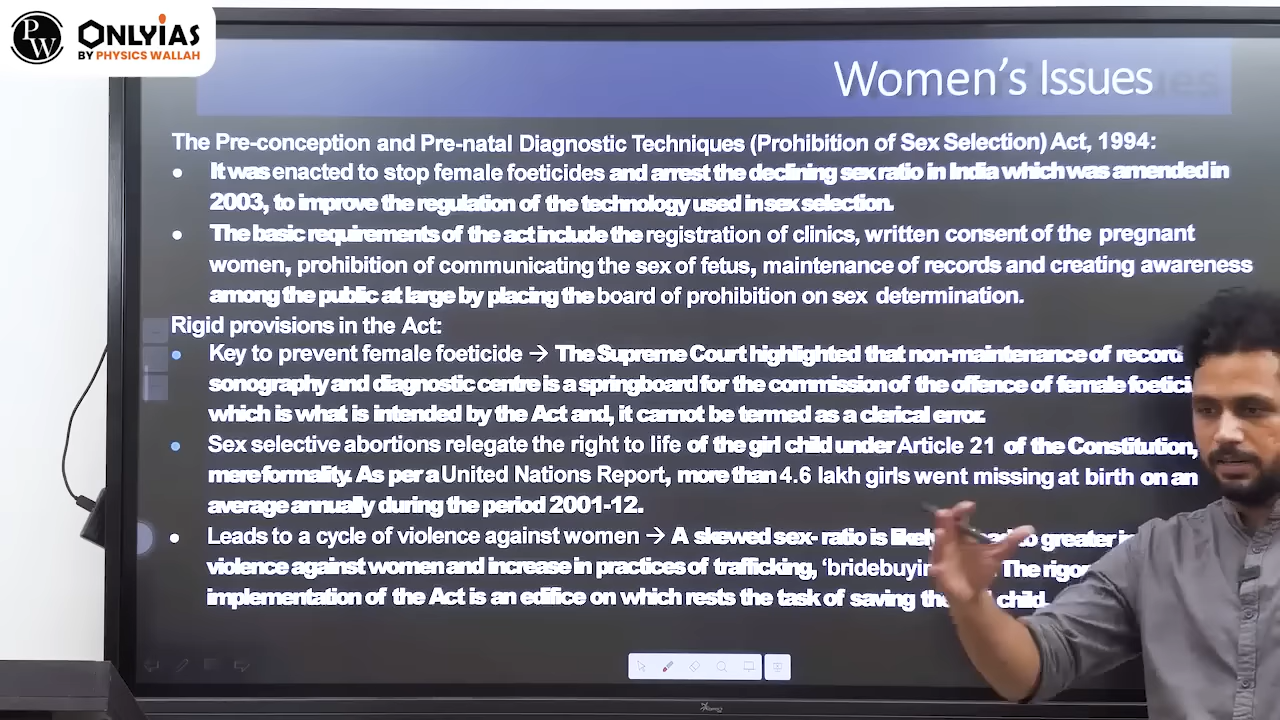 PW
ONLYIAS
BY PHYSICS WALLAH
Women's Issues
The Pre-conception and Pre-natal Diagnostic Techniques (Prohibition of Sex Selection) Act, 1994:
• It was enacted to stop female foeticides and arrest the declining sex ratio in India which was amended in
2003, to improve the regulation of the technology used in sex selection.
• The basic requirements of the act include the registration of clinics, written consent of the pregnant
women, prohibition of communicating the sex of fetus, maintenance of records and creating awareness
among the public at large by placing the board of prohibition on sex determination.
Rigid provisions in the Act:
• Key to prevent female foeticide → The Supreme Court highlighted that non-maintenance of record
sonography and diagnostic centre is a springboard for the commission of the offence of female foetici
which is what is intended by the Act and, it cannot be termed as a clerical error.
• Sex selective abortions relegate the right to life of the girl child under Article 21 of the Constitution,
mere formality. As per a United Nations Report, more than 4.6 lakh girls went missing at birth on an
average annually during the period 2001-12.
• Leads to a cycle of violence against women → A skewed sex- ratio is likely to greater
violence against women and increase in practices of trafficking, ‘bridebuyin The rigo
implementation of the Act is an edifice on which rests the task of saving the child.